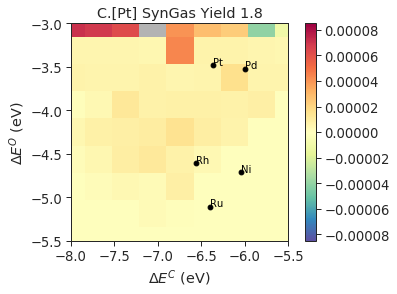 C.[Pt] SynGas Yield 1.8
ΔE^O (eV)
−3.0
−3.5
−4.0
−4.5
−5.0
−5.5
Pt
Pd
Rh
Ni
Ru
−8.0 −7.5 −7.0 −6.5 −6.0 −5.5
ΔE^C (eV)
0.00008
0.00006
0.00004
0.00002
0.00000
−0.00002
−0.00004
−0.00006
−0.00008